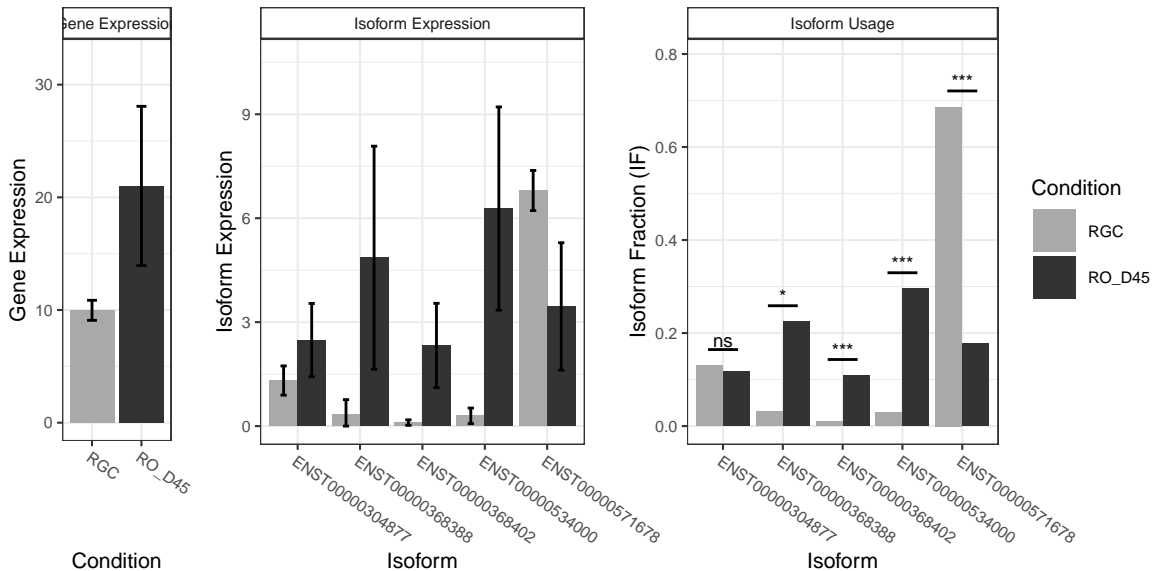 Gene Expression
Isoform Expression
Isoform Usage
Gene Expression
30
20
10
0
RGC
RO_D45
Condition
Isoform Expression
9
6
3
0
ENST00000304877
ENST00000368388
ENST00000368402
ENST00000534000
ENST00000571678
Isoform
Isoform Fraction (IF)
0.8
0.6
0.4
0.2
0.0
ns
*
***
***
***
ENST00000304877
ENST00000368388
ENST00000368402
ENST00000534000
ENST00000571678
Isoform
Condition
RGC
RO_D45